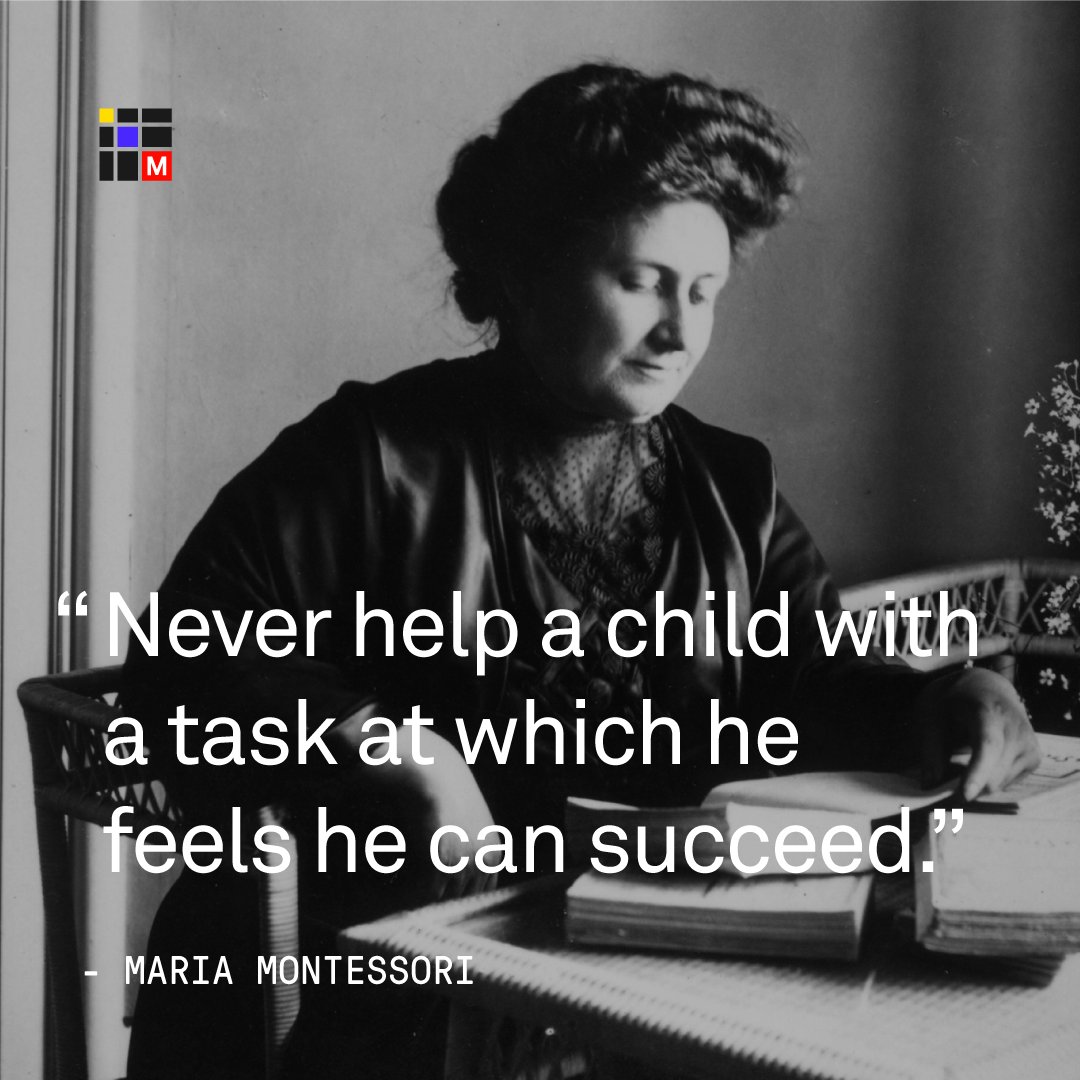 M
“Never help a child with
a task at which he
feels he can succeed.”
- MARIA MONTESSORI